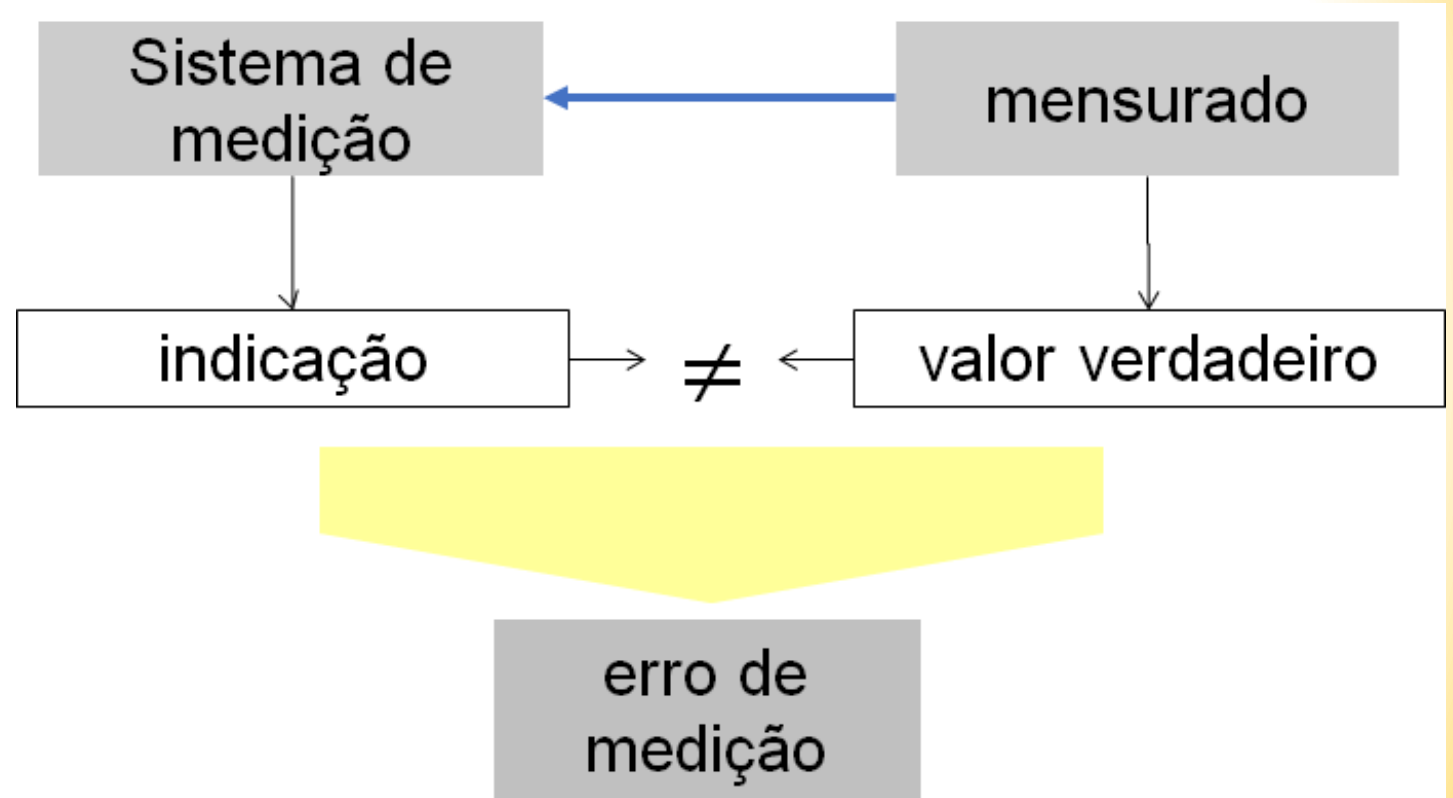 Sistema de
medição
mensurado
indicação
≠
valor verdadeiro
erro de
medição